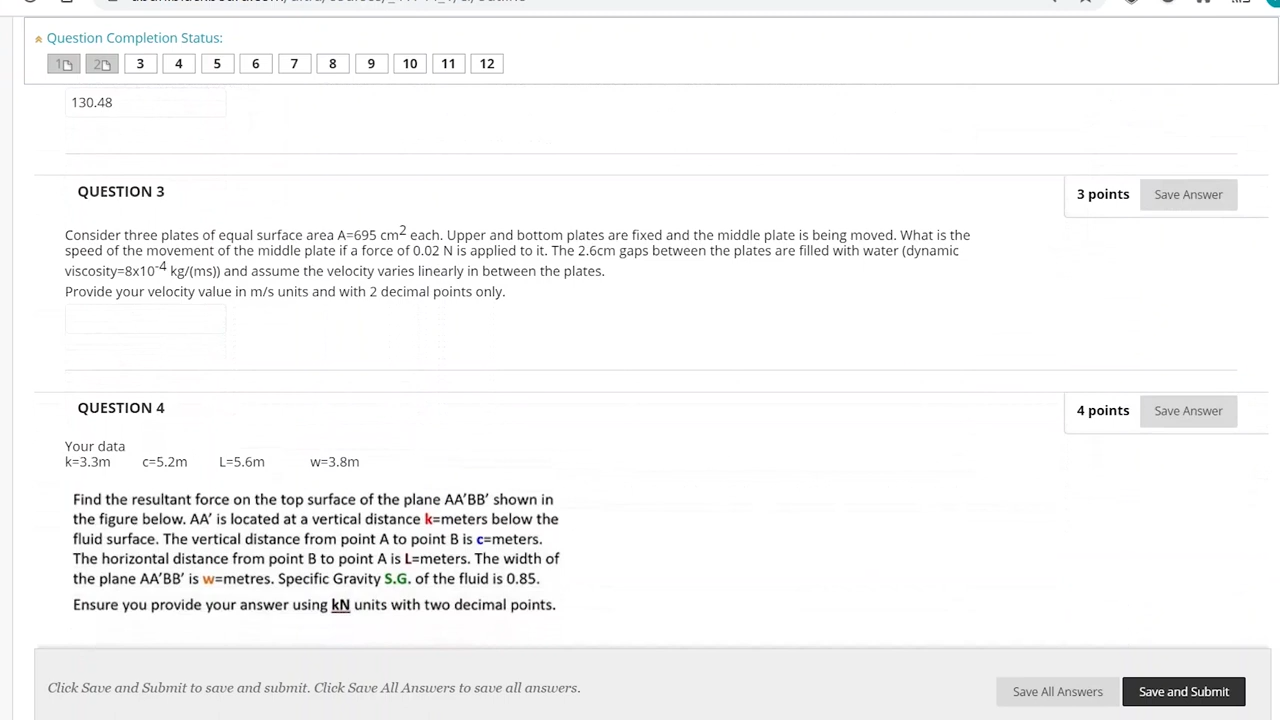 Question Completion Status:
1 2 3 4 5 6 7 8 9 10 11 12
130.48
QUESTION 3
3 points Save Answer
Consider three plates of equal surface area A=695 cm² each. Upper and bottom plates are fixed and the middle plate is being moved. What is the
speed of the movement of the middle plate if a force of 0.02 N is applied to it. The 2.6cm gaps between the plates are filled with water (dynamic
viscosity=8x10⁻⁴ kg/(ms)) and assume the velocity varies linearly in between the plates.
Provide your velocity value in m/s units and with 2 decimal points only.
QUESTION 4
4 points Save Answer
Your data
k=3.3m c=5.2m L=5.6m w=3.8m
Find the resultant force on the top surface of the plane AA′BB′ shown in
the figure below. AA′ is located at a vertical distance k=meters below the
fluid surface. The vertical distance from point A to point B is c=meters.
The horizontal distance from point B to point A is L=meters. The width of
the plane AA′BB′ is w=metres. Specific Gravity S.G. of the fluid is 0.85.
Ensure you provide your answer using kN units with two decimal points.
Click Save and Submit to save and submit. Click Save All Answers to save all answers.
Save All Answers Save and Submit